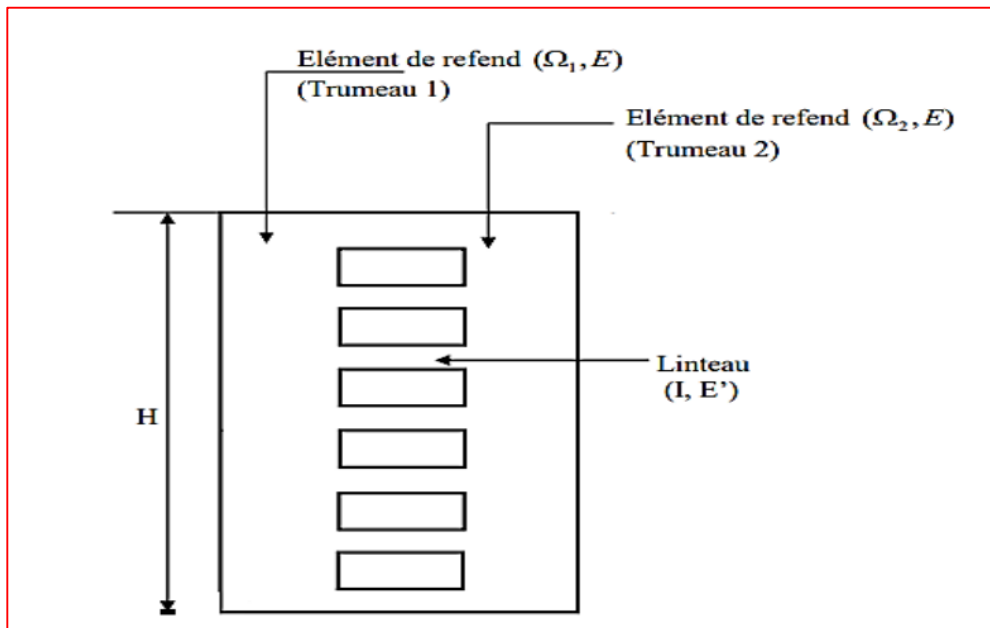 Elément de refend (Ω₁, E)
(Trumeau 1)
Elément de refend (Ω₂, E)
(Trumeau 2)
Linteau
(I, E’)
H